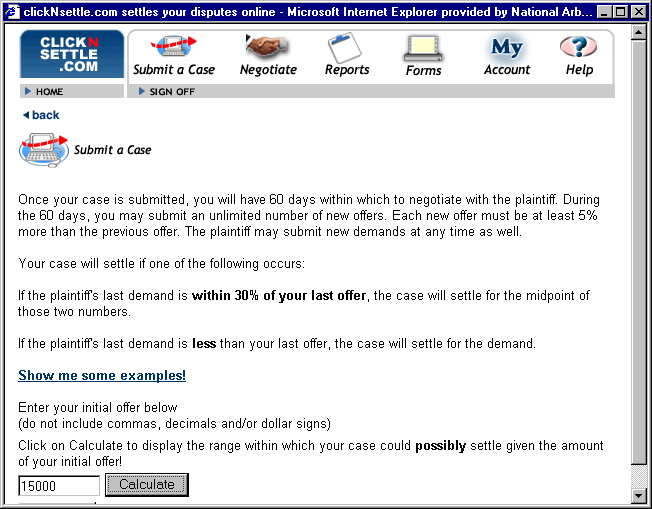 clickNsettle.com settles your disputes online - Microsoft Internet Explorer provided by National Arb...
CLICKN
SETTLE
.COM
Submit a Case
Negotiate
Reports
Forms
My
Account
?
Help
HOME
SIGN OFF
back
Submit a Case
Once your case is submitted, you will have 60 days within which to negotiate with the plaintiff. During
the 60 days, you may submit an unlimited number of new offers. Each new offer must be at least 5%
more than the previous offer. The plaintiff may submit new demands at any time as well.
Your case will settle if one of the following occurs:
If the plaintiff's last demand is within 30% of your last offer, the case will settle for the midpoint of
those two numbers.
If the plaintiff's last demand is less than your last offer, the case will settle for the demand.
Show me some examples!
Enter your initial offer below
(do not include commas, decimals and/or dollar signs)
Click on Calculate to display the range within which your case could possibly settle given the amount
of your initial offer!
15000
Calculate